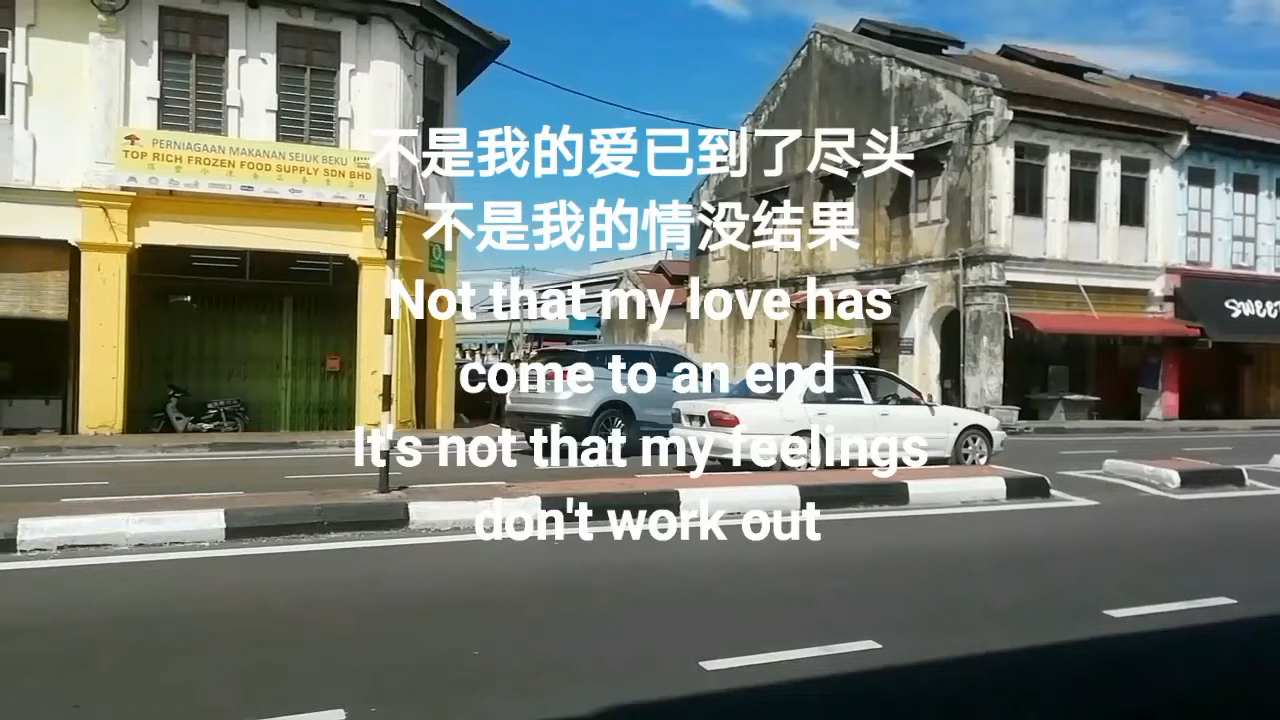 PERNIAGAAN MAKANAN SEJUK BEKU
TOP RICH FROZEN FOOD SUPPLY SDN BHD
不是我的爱已到了尽头
不是我的情没结果
Not that my love has
come to an end
It's not that my feelings
don't work out
SWEET